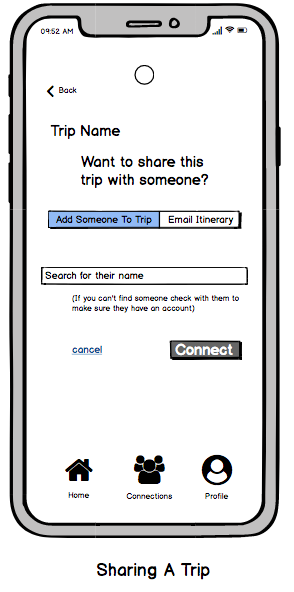 09:52 AM
Back
Trip Name
Want to share this
trip with someone?
Add Someone To Trip Email Itinerary
Search for their name
(If you can't find someone check with them to
make sure they have an account)
cancel Connect
Home Connections Profile
Sharing A Trip